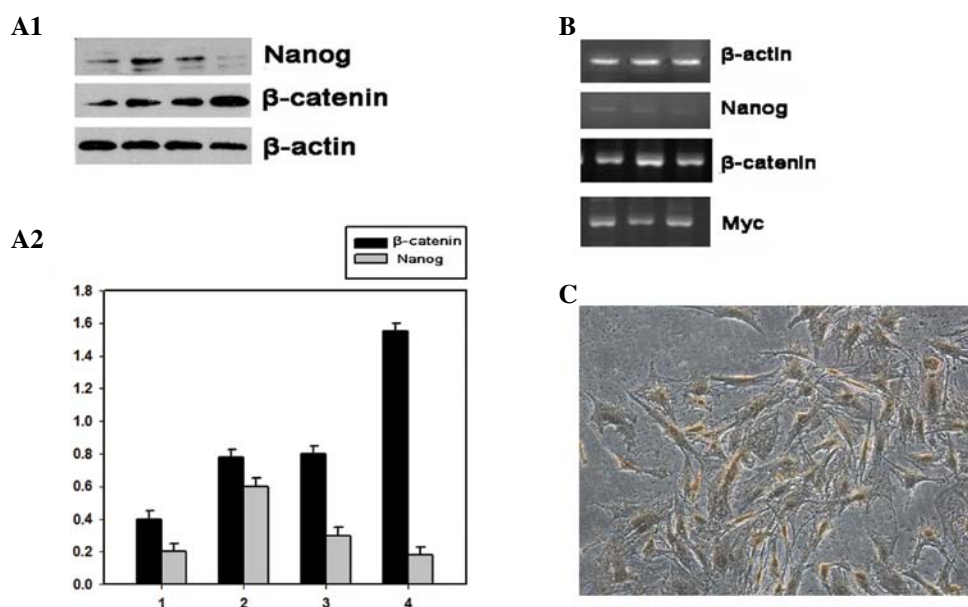 A1
Nanog
β-catenin
β-actin
A2
β-catenin
Nanog
1.8
1.6
1.4
1.2
1.0
0.8
0.6
0.4
0.2
0.0
1 2 3 4
B
β-actin
Nanog
β-catenin
Myc
C